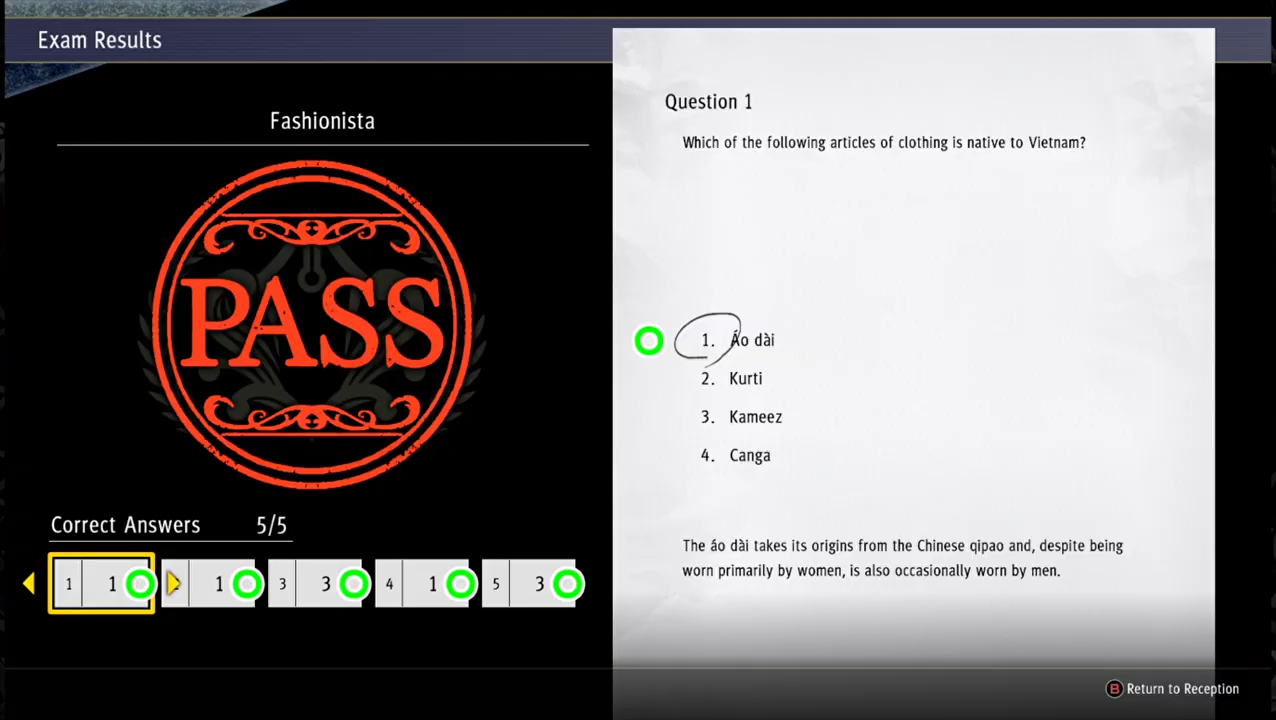 Exam Results
Fashionista
PASS
Correct Answers 5/5
1 1
1
3 3
4 1
5 3
Question 1
Which of the following articles of clothing is native to Vietnam?
1. Áo dài
2. Kurti
3. Kameez
4. Canga
The áo dài takes its origins from the Chinese qipao and, despite being
worn primarily by women, is also occasionally worn by men.
B Return to Reception